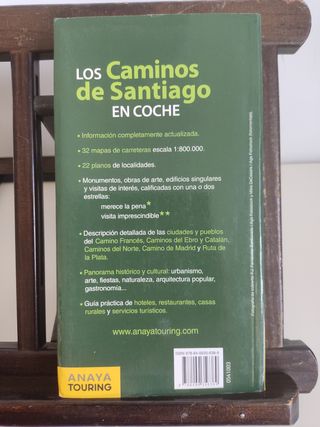 LOS Caminos
de Santiago
EN COCHE
• Información completamente actualizada.
• 32 mapas de carreteras escala 1:800.000.
• 22 planos de localidades.
• Monumentos, obras de arte, edificios singulares
y visitas de interés, calificadas con una o dos
estrellas:
merece la pena*
visita imprescindible**
• Descripción detallada de las ciudades y pueblos
del Camino Francés, Caminos del Ebro y Catalán,
Caminos del Norte, Camino de Madrid y Ruta de
la Plata.
• Panorama histórico y cultural: urbanismo,
arte, fiestas, naturaleza, arquitectura popular,
gastronomía...
• Guía práctica de hoteles, restaurantes, casas
rurales y servicios turísticos.
www.anayatouring.com
ANAYA
TOURING
0541003